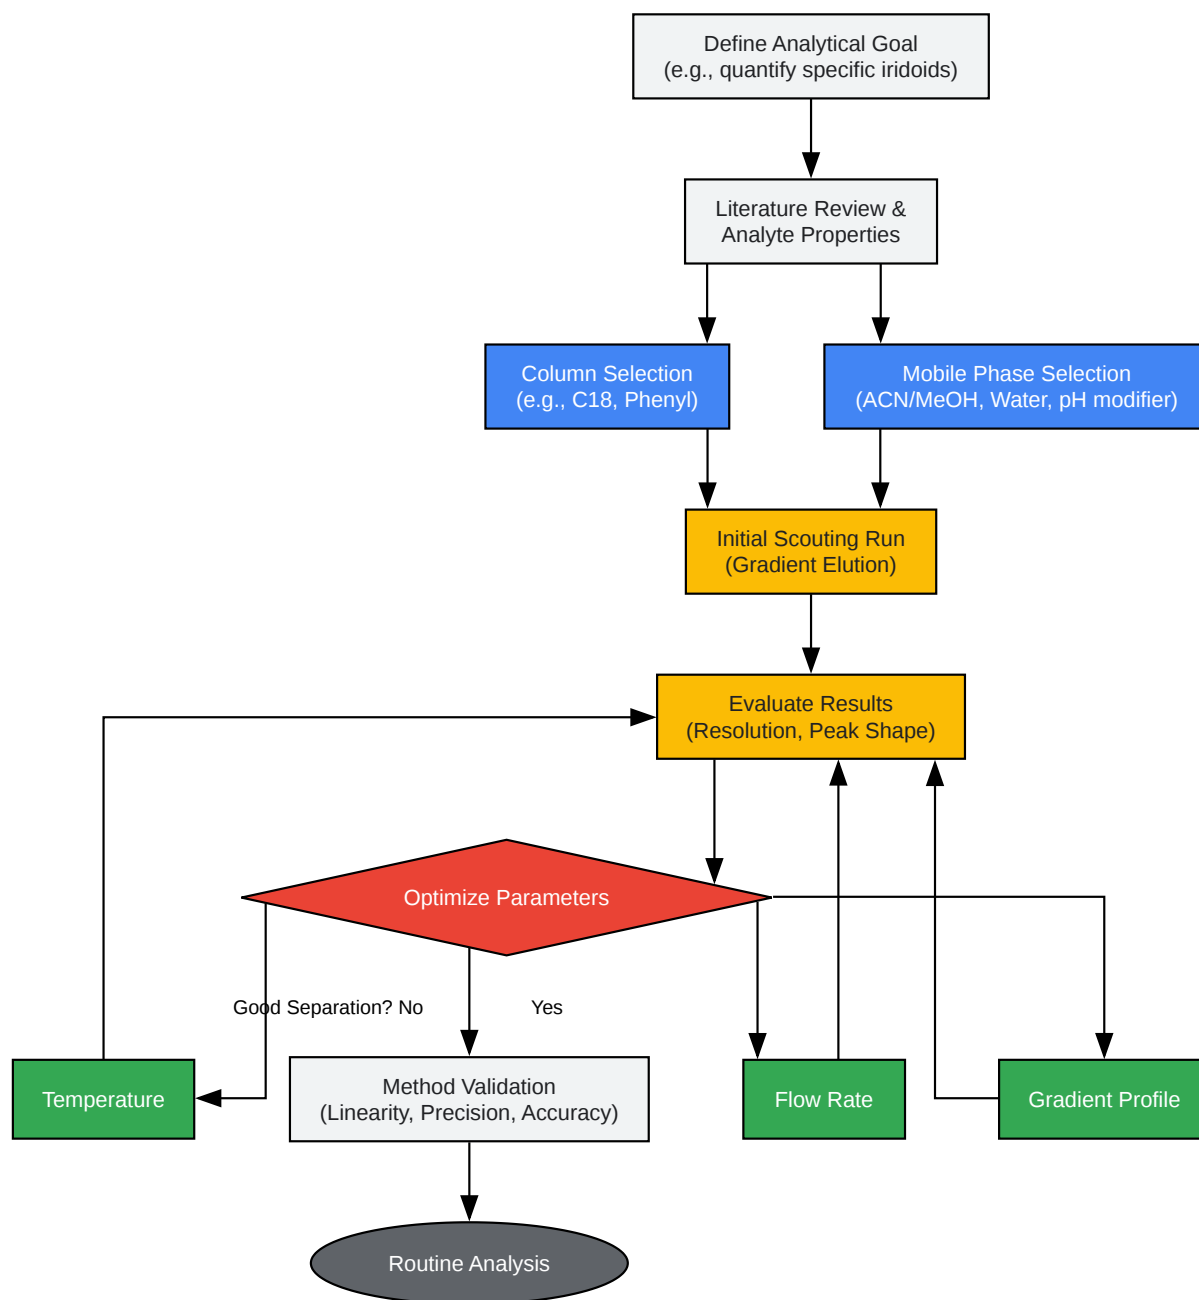 Define Analytical Goal
(e.g., quantify specific iridoids)
Literature Review &
Analyte Properties
Column Selection
(e.g., C18, Phenyl)
Mobile Phase Selection
(ACN/MeOH, Water, pH modifier)
Initial Scouting Run
(Gradient Elution)
Evaluate Results
(Resolution, Peak Shape)
Optimize Parameters
Good Separation? No
Yes
Temperature
Method Validation
(Linearity, Precision, Accuracy)
Flow Rate
Gradient Profile
Routine Analysis